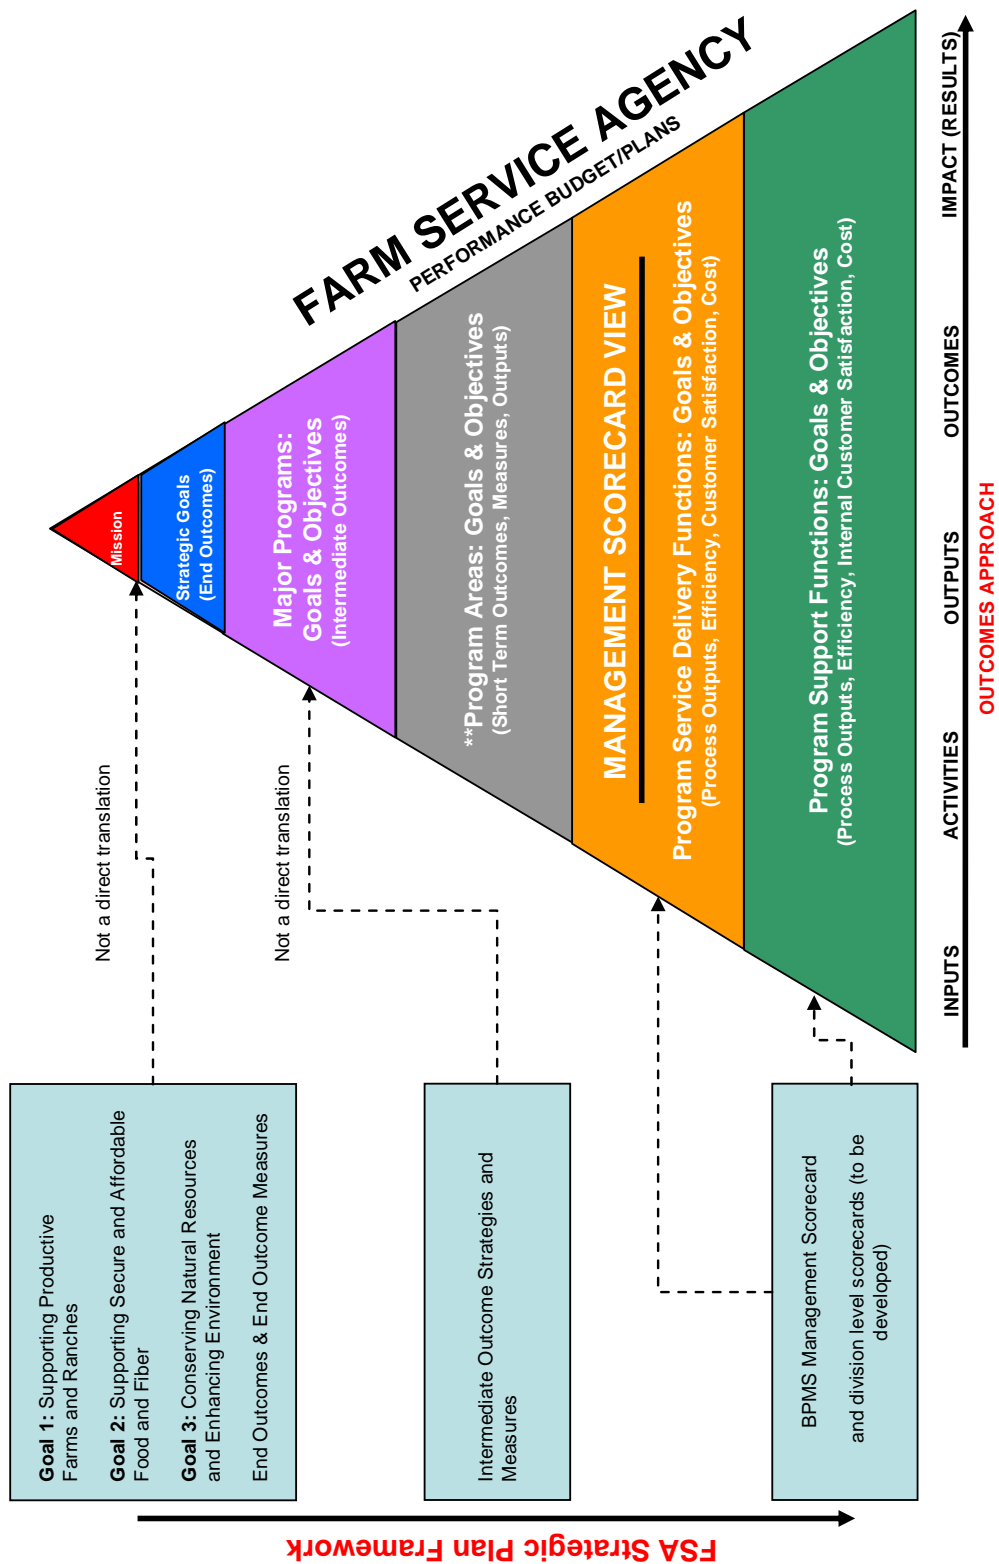 FARM SERVICE AGENCY
PERFORMANCE BUDGET/PLANS
FSA Strategic Plan Framework
Goal 1: Supporting Productive
Farms and Ranches
Goal 2: Supporting Secure and Affordable
Food and Fiber
Goal 3: Conserving Natural Resources
and Enhancing Environment
End Outcomes & End Outcome Measures
Not a direct translation
Intermediate Outcome Strategies and
Measures
Not a direct translation
BPMS Management Scorecard
and division level scorecards (to be
developed)
Mission
Strategic Goals
(End Outcomes)
Major Programs:
Goals & Objectives
(Intermediate Outcomes)
**Program Areas: Goals & Objectives
(Short Term Outcomes, Measures, Outputs)
MANAGEMENT SCORECARD VIEW
Program Service Delivery Functions: Goals & Objectives
(Process Outputs, Efficiency, Customer Satisfaction, Cost)
Program Support Functions: Goals & Objectives
(Process Outputs, Efficiency, Internal Customer Satisfaction, Cost)
INPUTS ACTIVITIES OUTPUTS OUTCOMES IMPACT (RESULTS)
OUTCOMES APPROACH